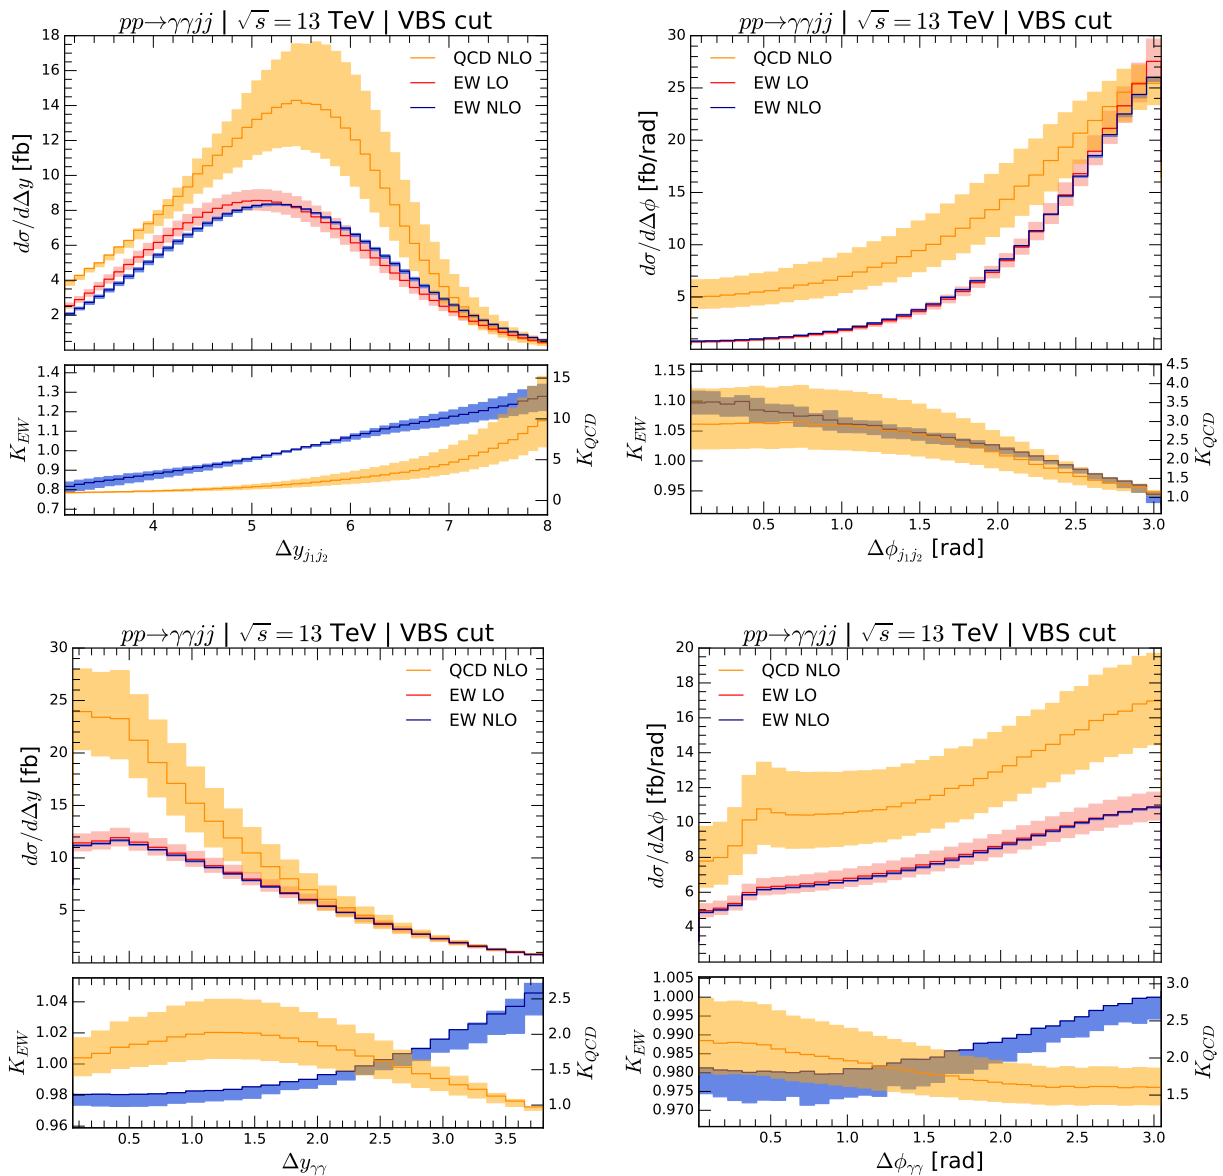 pp→γγjj | √s = 13 TeV | VBS cut
18
16
14
12
10
8
6
4
2
dσ/dΔy [fb]
QCD NLO
EW LO
EW NLO
1.4
1.3
1.2
1.1
1.0
0.9
0.8
0.7
K_EW
15
10
5
0
K_QCD
4 5 6 7 8
Δy_{j₁j₂}
pp→γγjj | √s = 13 TeV | VBS cut
30
25
20
15
10
5
dσ/dΔϕ [fb/rad]
QCD NLO
EW LO
EW NLO
1.15
1.10
1.05
1.00
0.95
K_EW
4.5
4.0
3.5
3.0
2.5
2.0
1.5
1.0
K_QCD
0.5 1.0 1.5 2.0 2.5 3.0
Δϕ_{j₁j₂} [rad]
pp→γγjj | √s = 13 TeV | VBS cut
30
25
20
15
10
5
dσ/dΔy [fb]
QCD NLO
EW LO
EW NLO
1.04
1.02
1.00
0.98
0.96
K_EW
2.5
2.0
1.5
1.0
K_QCD
0.5 1.0 1.5 2.0 2.5 3.0 3.5
Δy_{γγ}
pp→γγjj | √s = 13 TeV | VBS cut
20
18
16
14
12
10
8
6
4
dσ/dΔϕ [fb/rad]
QCD NLO
EW LO
EW NLO
1.005
1.000
0.995
0.990
0.985
0.980
0.975
0.970
K_EW
3.0
2.5
2.0
1.5
K_QCD
0.5 1.0 1.5 2.0 2.5 3.0
Δϕ_{γγ} [rad]